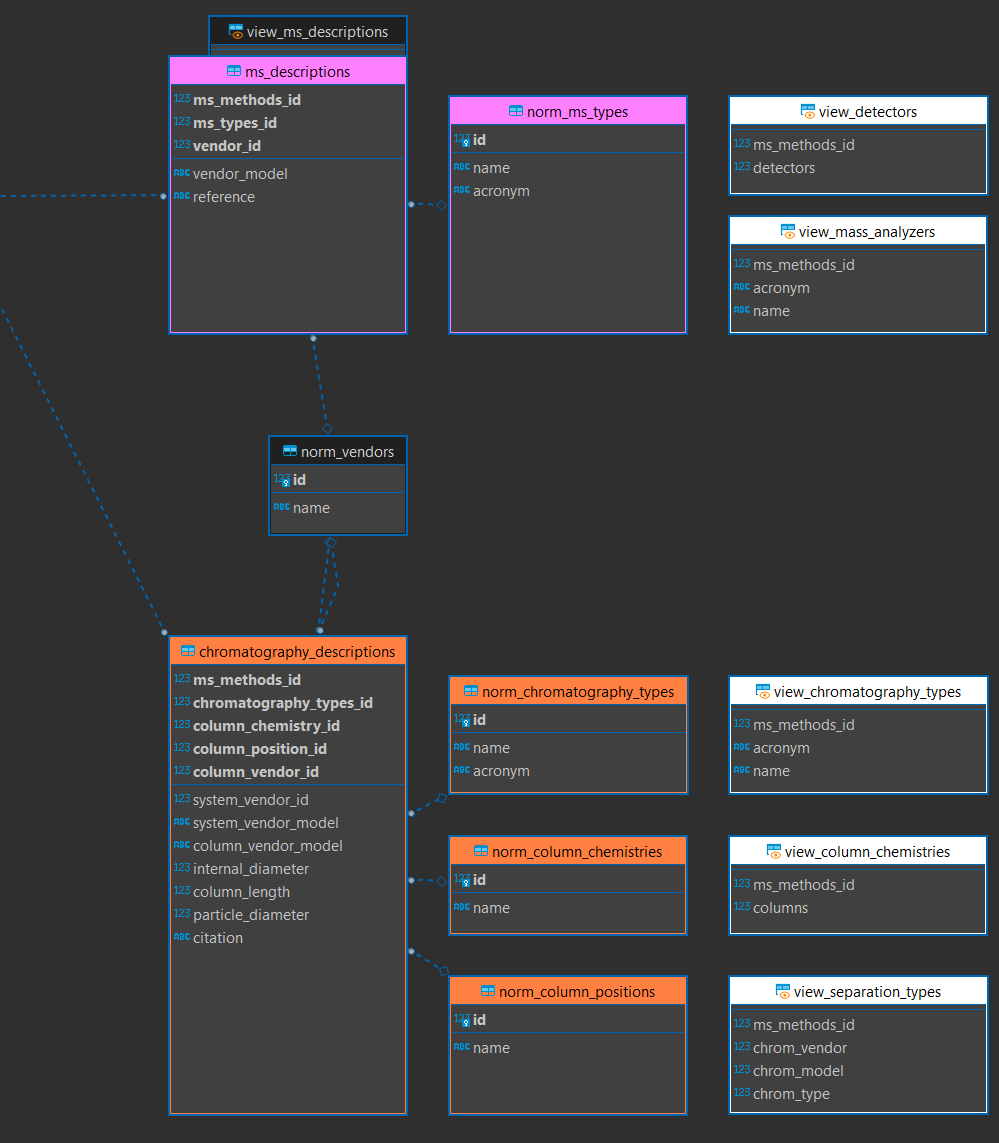 view_ms_descriptions
ms_descriptions
123 ms_methods_id
123 ms_types_id
123 vendor_id
ABC vendor_model
ABC reference
norm_ms_types
123 id
ABC name
ABC acronym
view_detectors
123 ms_methods_id
123 detectors
view_mass_analyzers
123 ms_methods_id
ABC acronym
ABC name
norm_vendors
123 id
ABC name
chromatography_descriptions
123 ms_methods_id
123 chromatography_types_id
123 column_chemistry_id
123 column_position_id
123 column_vendor_id
123 system_vendor_id
ABC system_vendor_model
ABC column_vendor_model
123 internal_diameter
123 column_length
123 particle_diameter
ABC citation
norm_chromatography_types
123 id
ABC name
ABC acronym
view_chromatography_types
123 ms_methods_id
ABC acronym
ABC name
norm_column_chemistries
123 id
ABC name
view_column_chemistries
123 ms_methods_id
123 columns
norm_column_positions
123 id
ABC name
view_separation_types
123 ms_methods_id
123 chrom_vendor
123 chrom_model
123 chrom_type